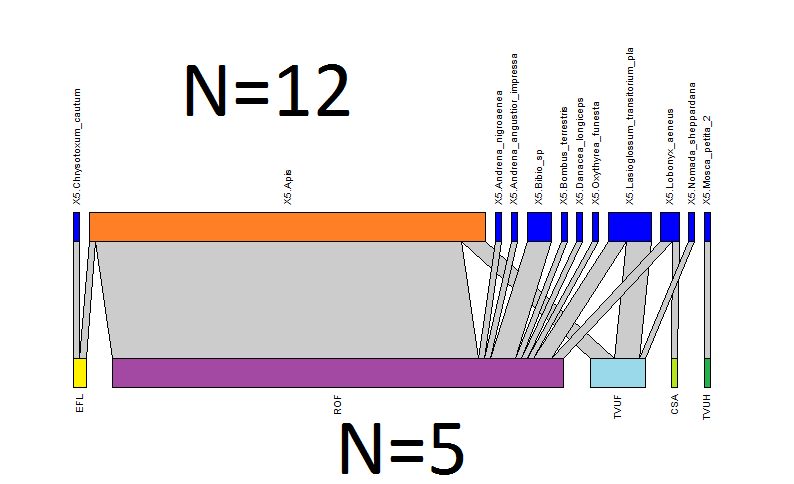 N=12
X5.Chrysotoxum_cautum
X5.Apis
X5.Andrena_nigroaenea
X5.Andrena_angustior_impressa
X5.Bibio_sp
X5.Bombus_terrestris
X5.Danacea_longiceps
X5.Oxythyrea_funesta
X5.Lasioglossum_transitorium_pla
X5.Lobonyx_aeneus
X5.Nomada_sheppardana
X5.Mosca_petita_2
EFL
ROF
TVUF
CSA
TVUH
N=5